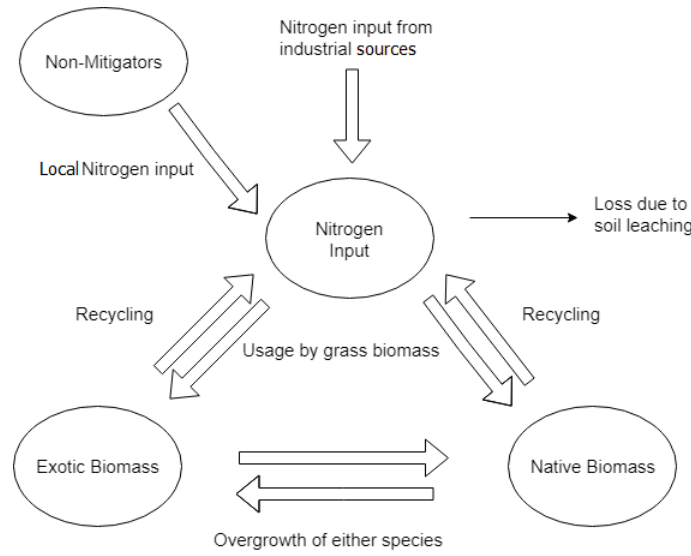 Non-Mitigators
Nitrogen input from
industrial sources
Local Nitrogen input
Nitrogen
Input
Loss due to
soil leaching
Recycling
Usage by grass biomass
Recycling
Exotic Biomass
Native Biomass
Overgrowth of either species